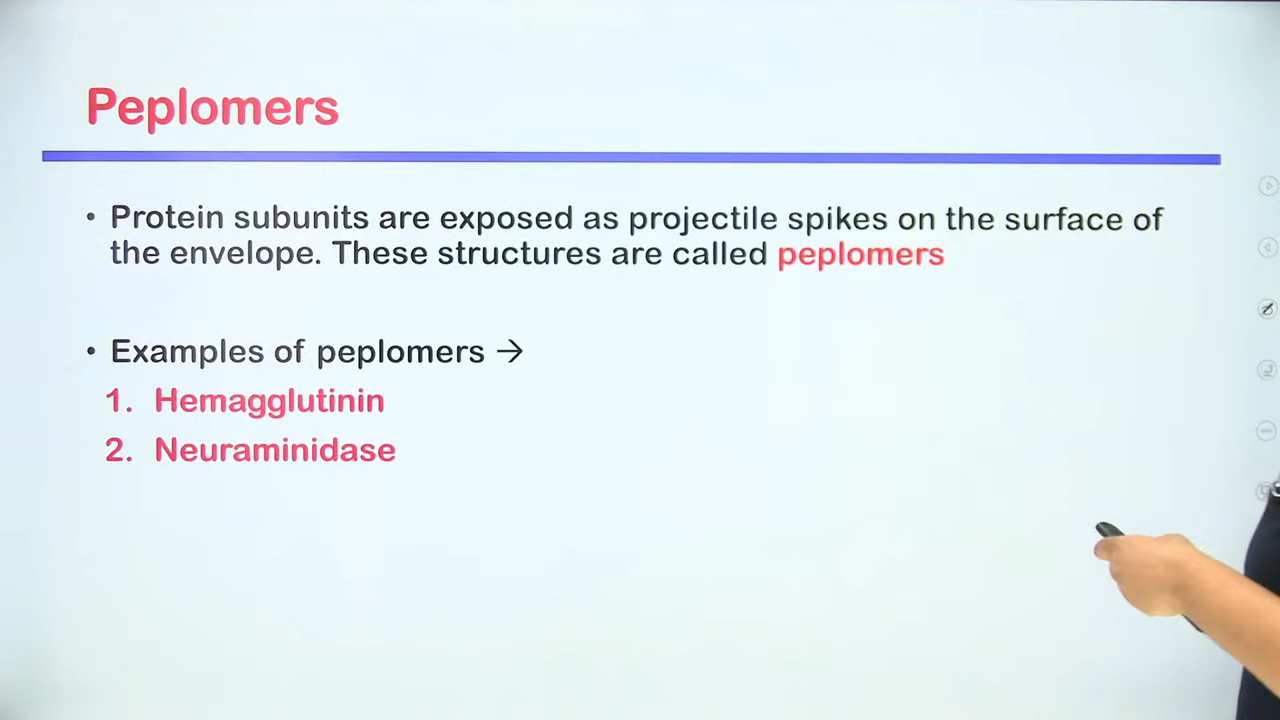 Peplomers
• Protein subunits are exposed as projectile spikes on the surface of
the envelope. These structures are called peplomers
• Examples of peplomers →
1. Hemagglutinin
2. Neuraminidase